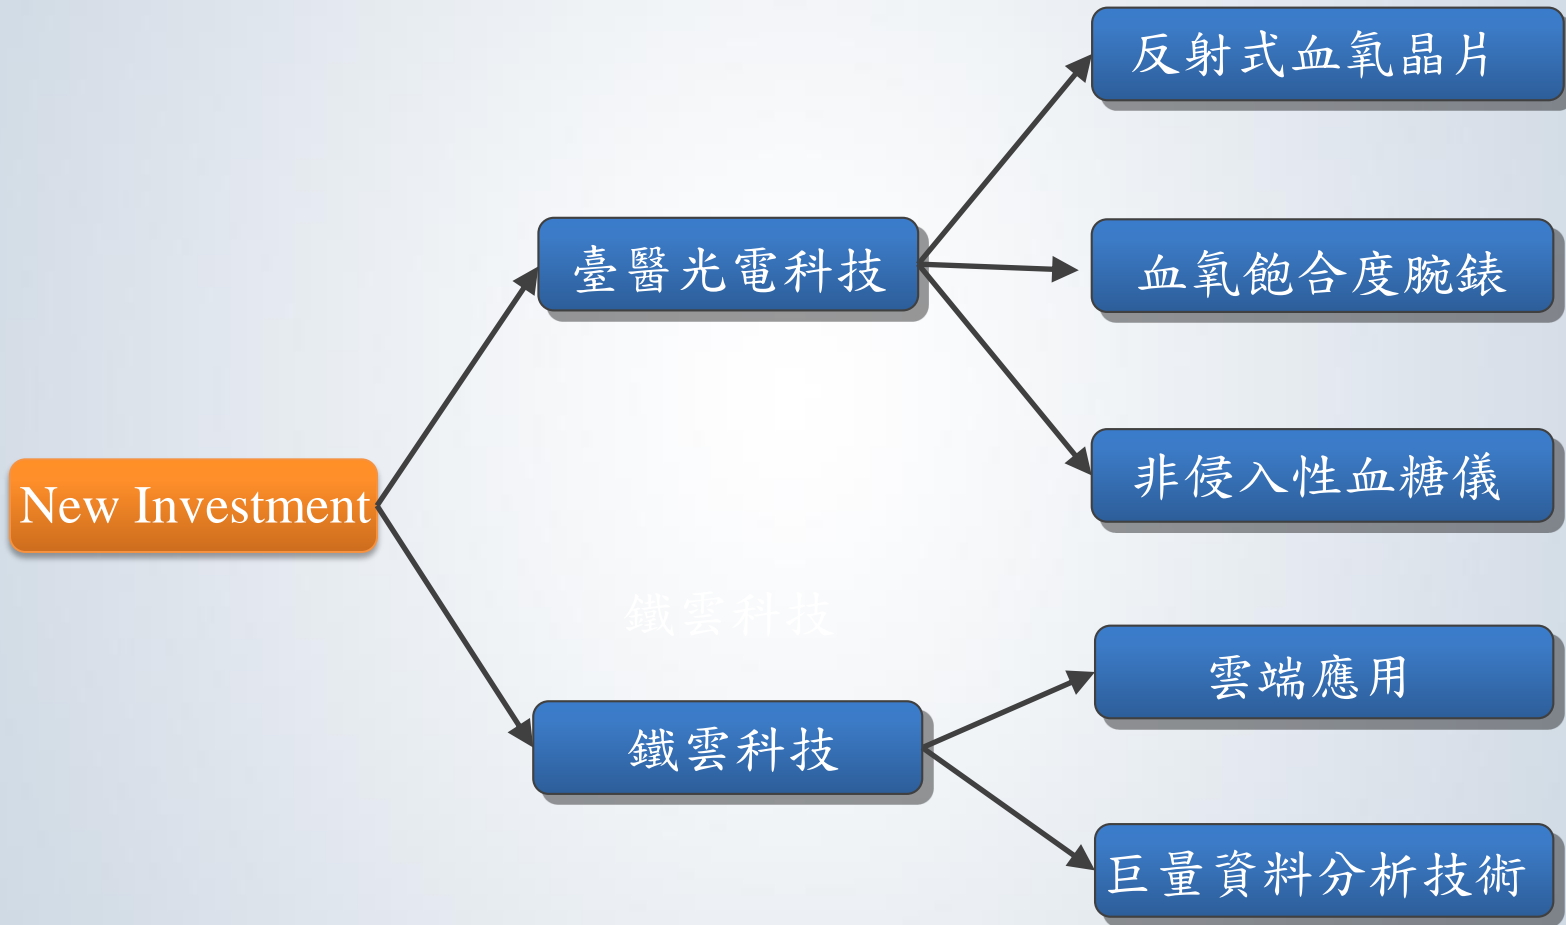 反射式血氧晶片
臺醫光電科技
血氧飽合度腕錶
非侵入性血糖儀
New Investment
鐵雲科技
雲端應用
鐵雲科技
巨量資料分析技術